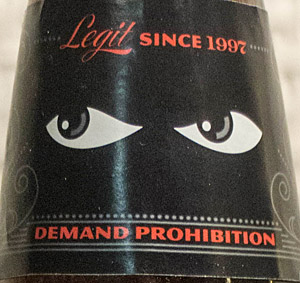 Legit SINCE 1997
DEMAND PROHIBITION